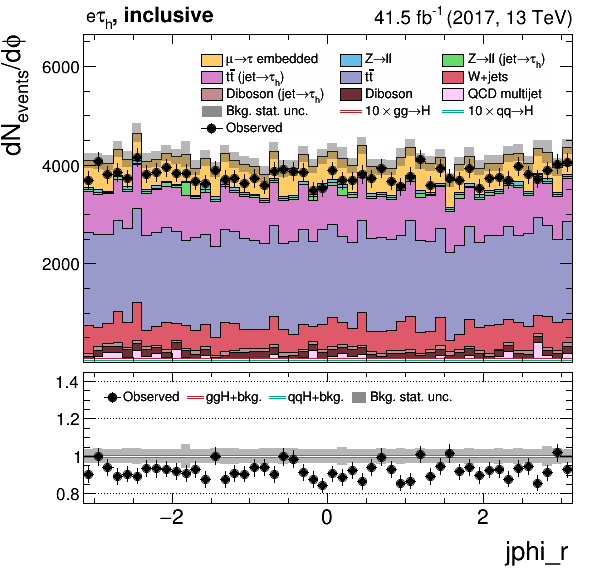 eτh, inclusive 41.5 fb⁻¹ (2017, 13 TeV)
dNevents/dϕ
6000
4000
2000
μ→τ embedded Z→ll Z→ll (jet→τh)
tt̄ (jet→τh) tt̄ W+jets
Diboson (jet→τh) Diboson QCD multijet
Bkg. stat. unc. 10 × gg→H 10 × qq→H
Observed
1.4
1.2
1
0.8
Observed ggH+bkg. qqH+bkg. Bkg. stat. unc.
−2 0 2
jphi_r